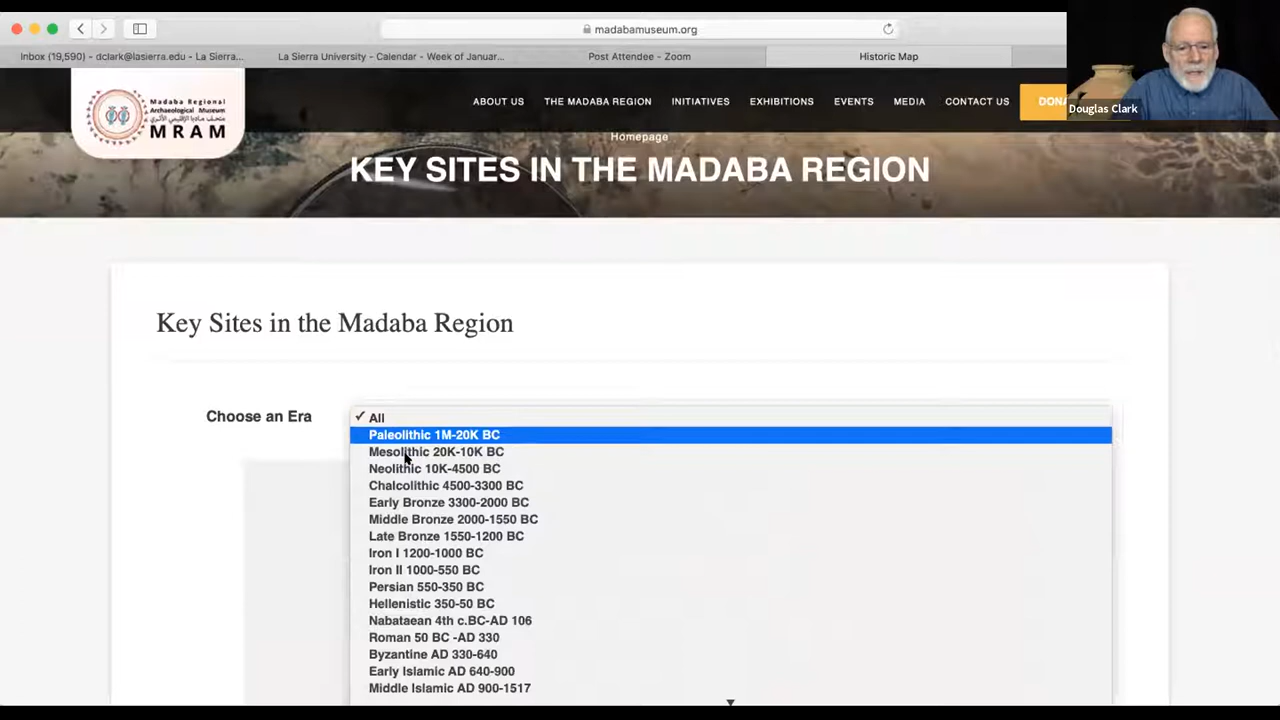 madabamuseum.org
Inbox (19,590) - dclark@lasierra.edu - La Sierra...
La Sierra University - Calendar - Week of Januar...
Post Attendee - Zoom
Historic Map
Madaba Regional
Archaeological Museum
متحف مادبا الإقليمي الأثري
MRAM
ABOUT US
THE MADABA REGION
INITIATIVES
EXHIBITIONS
EVENTS
MEDIA
CONTACT US
DONA
Douglas Clark
Homepage
KEY SITES IN THE MADABA REGION
Key Sites in the Madaba Region
Choose an Era
✓ All
Paleolithic 1M-20K BC
Mesolithic 20K-10K BC
Neolithic 10K-4500 BC
Chalcolithic 4500-3300 BC
Early Bronze 3300-2000 BC
Middle Bronze 2000-1550 BC
Late Bronze 1550-1200 BC
Iron I 1200-1000 BC
Iron II 1000-550 BC
Persian 550-350 BC
Hellenistic 350-50 BC
Nabataean 4th c.BC-AD 106
Roman 50 BC -AD 330
Byzantine AD 330-640
Early Islamic AD 640-900
Middle Islamic AD 900-1517